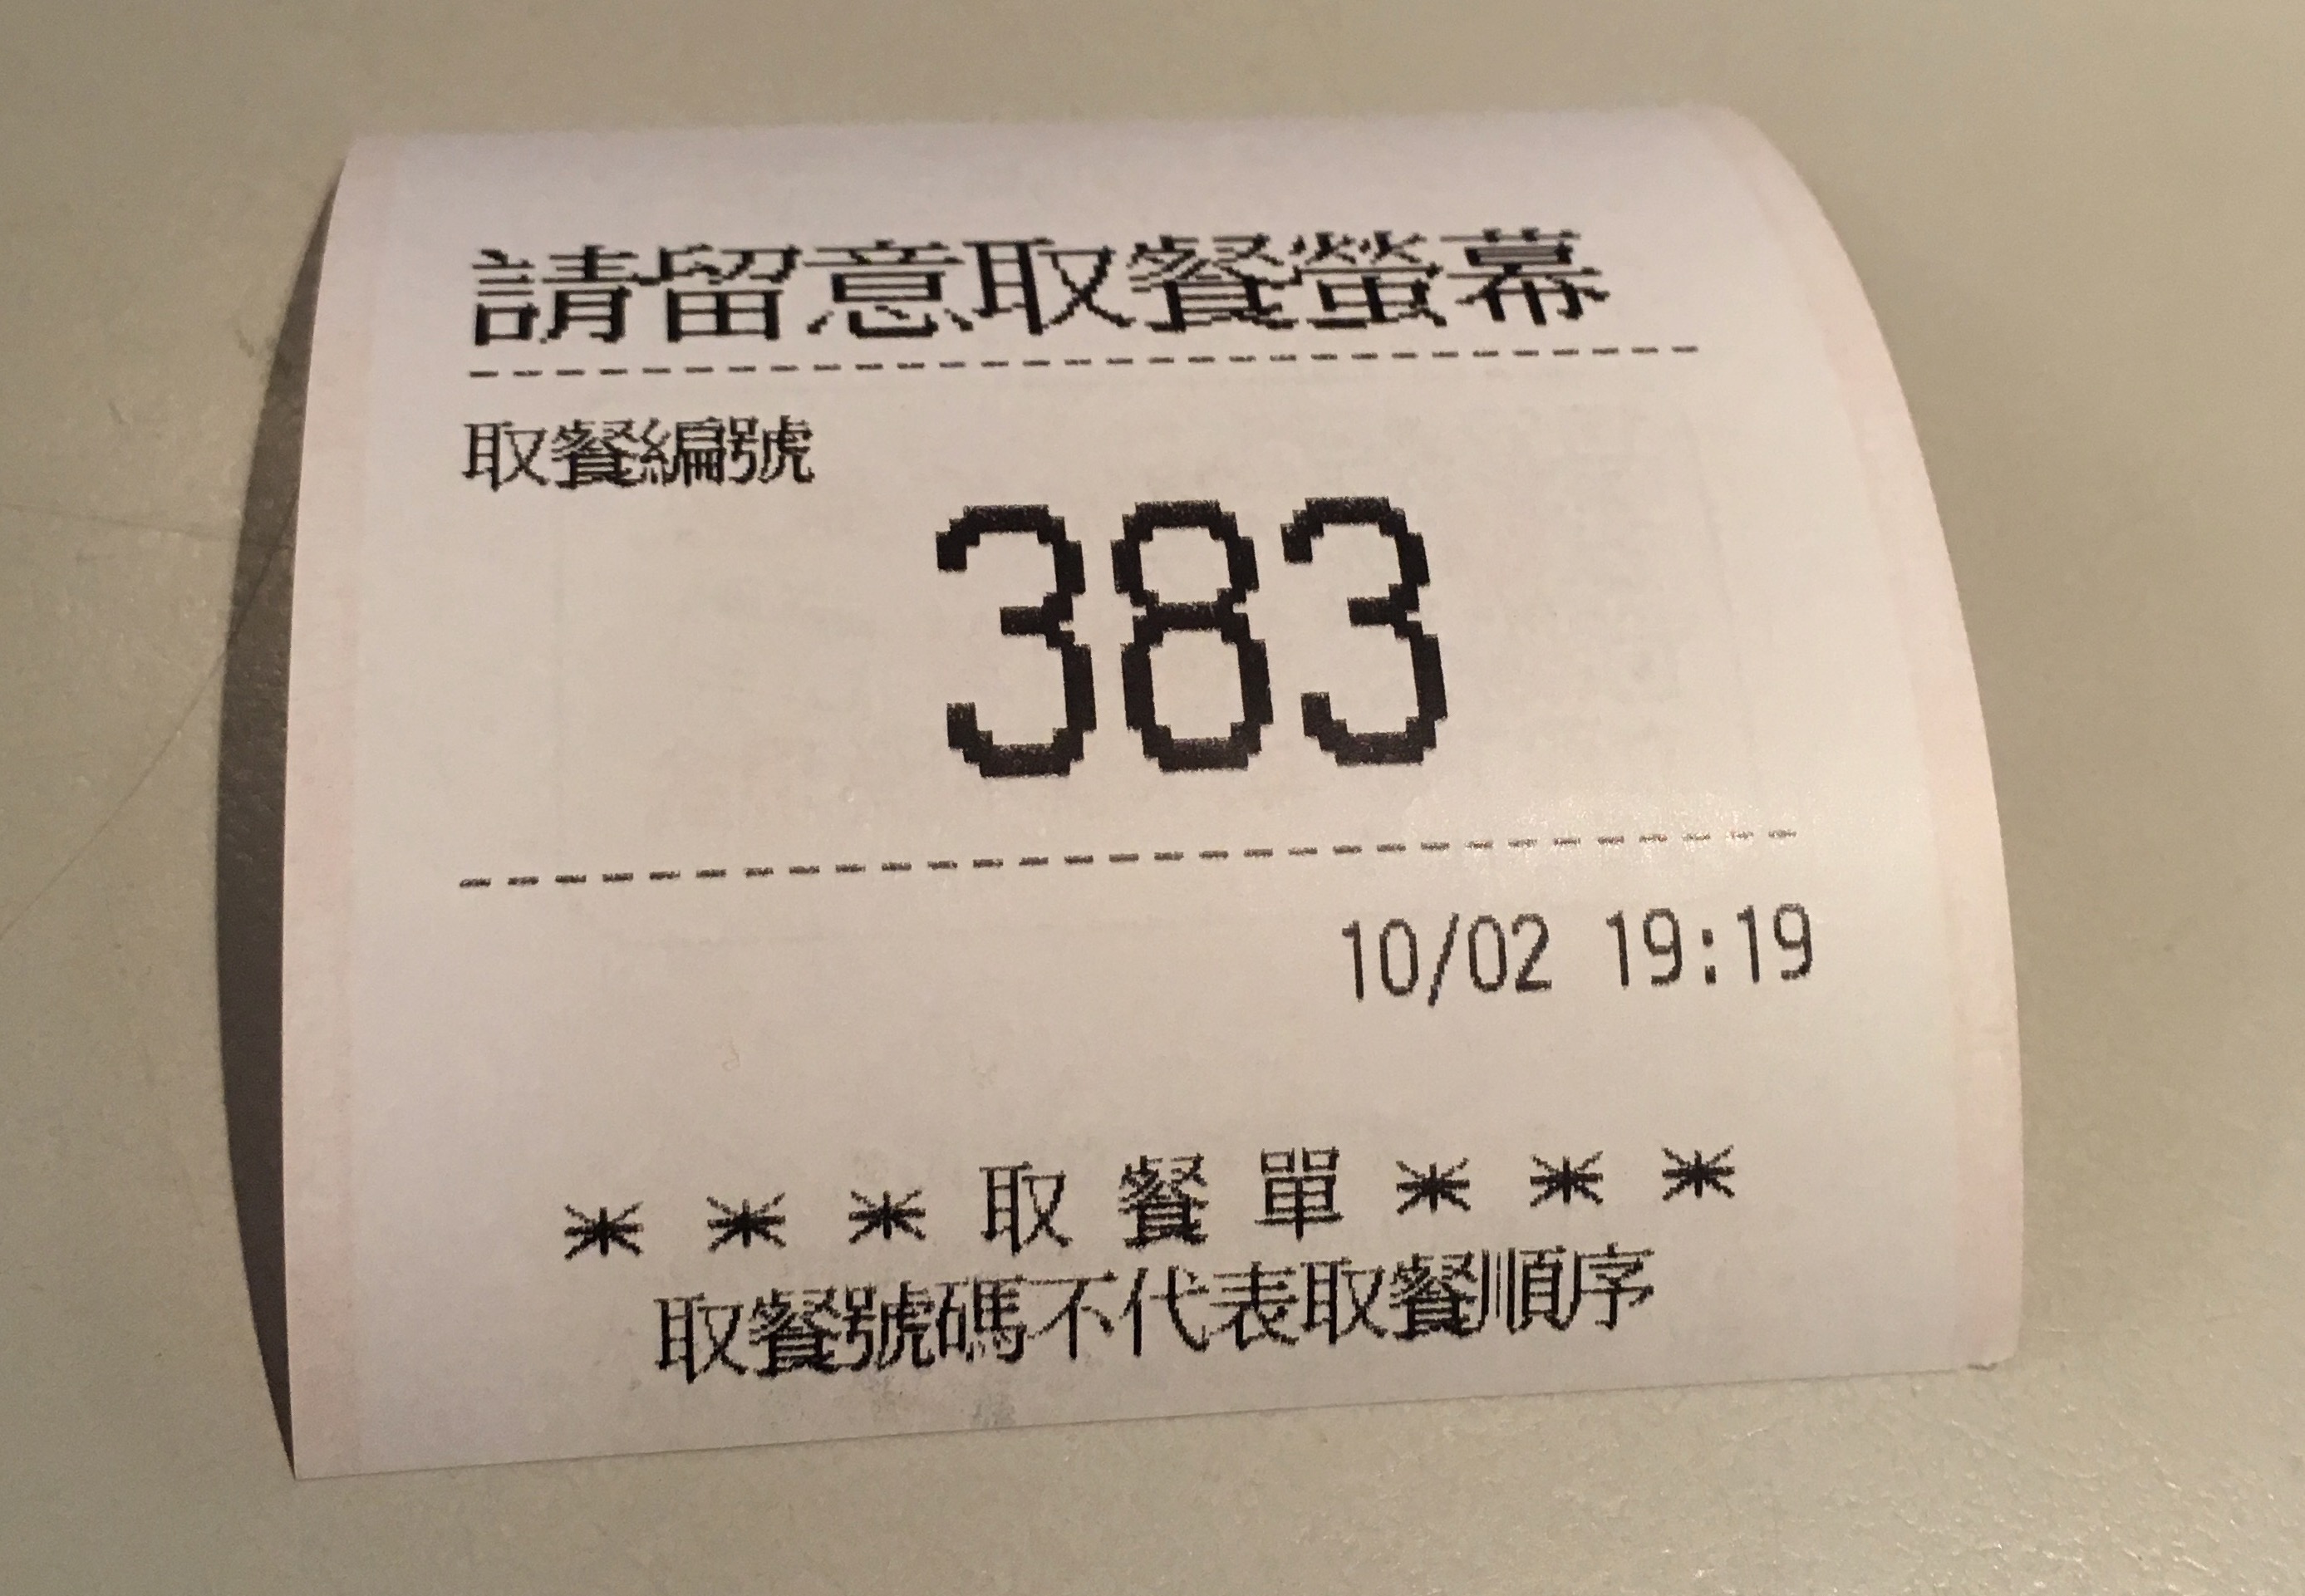 請留意取餐螢幕
取餐編號
383
10/02 19:19
***取餐單***
取餐號碼不代表取餐順序